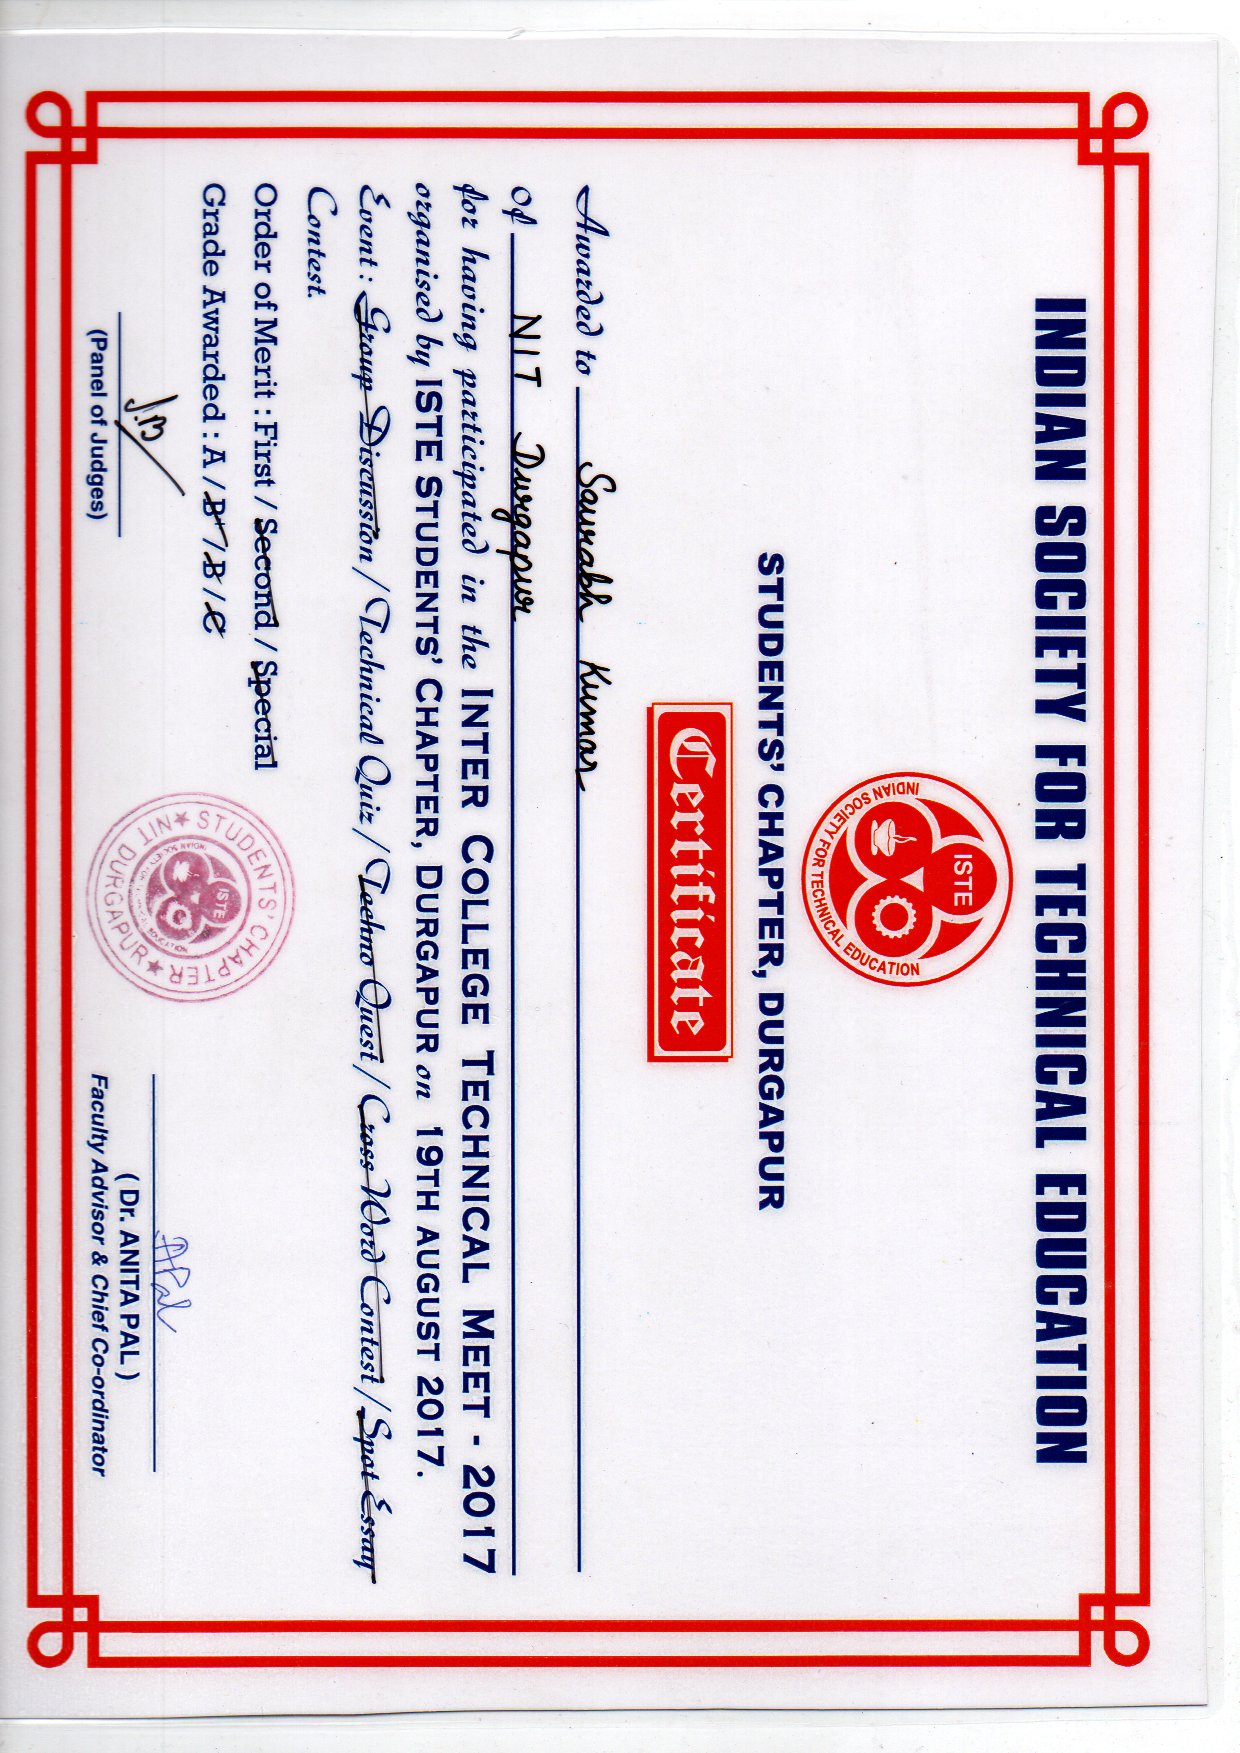 INDIAN SOCIETY FOR TECHNICAL EDUCATION
ISTE
INDIAN SOCIETY FOR TECHNICAL EDUCATION
STUDENTS' CHAPTER, DURGAPUR
Certificate
Awarded to Saurabh Kumar
of NIT Durgapur
for having participated in the INTER COLLEGE TECHNICAL MEET - 2017
organised by ISTE STUDENTS' CHAPTER, DURGAPUR on 19TH AUGUST 2017.
Event : Group Discussion / Technical Quiz / Techno Quest / Cross Word Contest / Spot Essay
Contest.
Order of Merit : First / Second / Special
Grade Awarded : A / B+ / B / C
STUDENTS' CHAPTER
NIT DURGAPUR
ISTE
INDIAN SOCIETY FOR TECHNICAL EDUCATION
J.B
(Panel of Judges)
APal
( Dr. ANITA PAL )
Faculty Advisor & Chief Co-ordinator